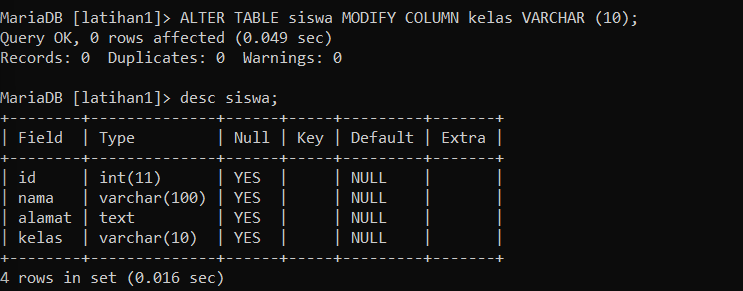 MariaDB [latihan1]> ALTER TABLE siswa MODIFY COLUMN kelas VARCHAR (10);
Query OK, 0 rows affected (0.049 sec)
Records: 0  Duplicates: 0  Warnings: 0

MariaDB [latihan1]> desc siswa;
+--------+--------------+------+-----+---------+-------+
| Field  | Type         | Null | Key | Default | Extra |
+--------+--------------+------+-----+---------+-------+
| id     | int(11)      | YES  |     | NULL    |       |
| nama   | varchar(100) | YES  |     | NULL    |       |
| alamat | text         | YES  |     | NULL    |       |
| kelas  | varchar(10)  | YES  |     | NULL    |       |
+--------+--------------+------+-----+---------+-------+
4 rows in set (0.016 sec)